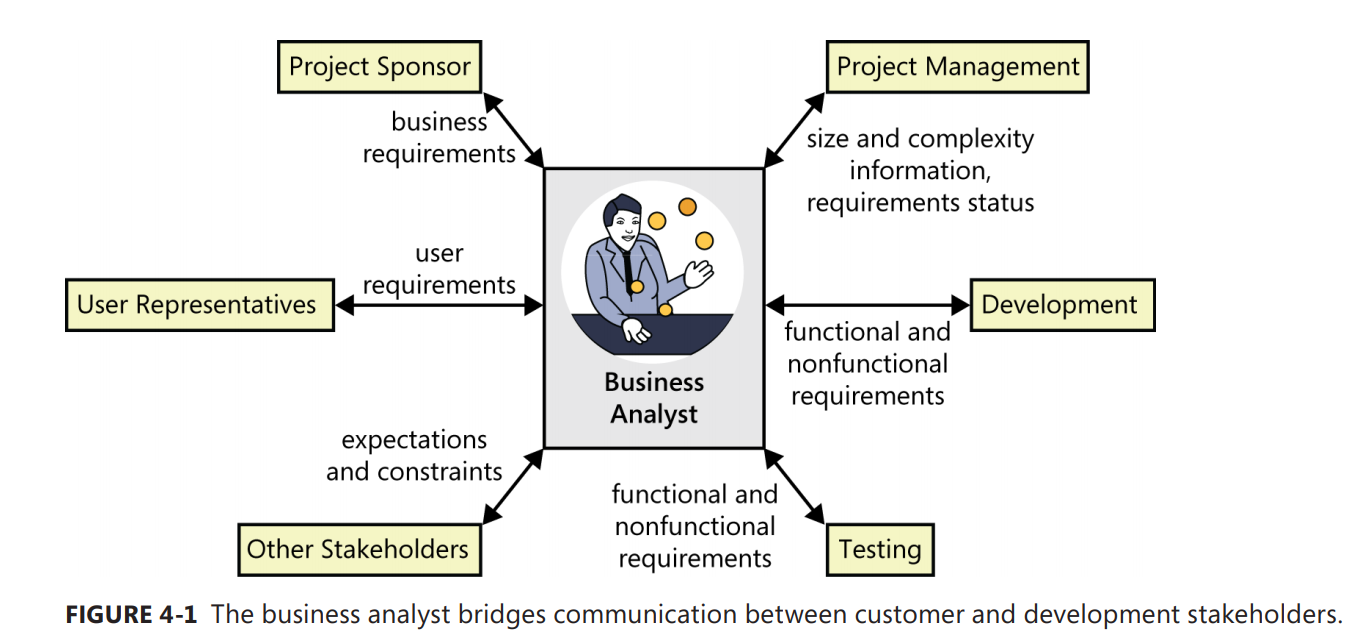 Project Sponsor
Project Management
business
requirements
size and complexity
information,
requirements status
user
requirements
User Representatives
Development
functional and
nonfunctional
requirements
Business
Analyst
expectations
and constraints
functional and
nonfunctional
requirements
Other Stakeholders
Testing
FIGURE 4-1 The business analyst bridges communication between customer and development stakeholders.